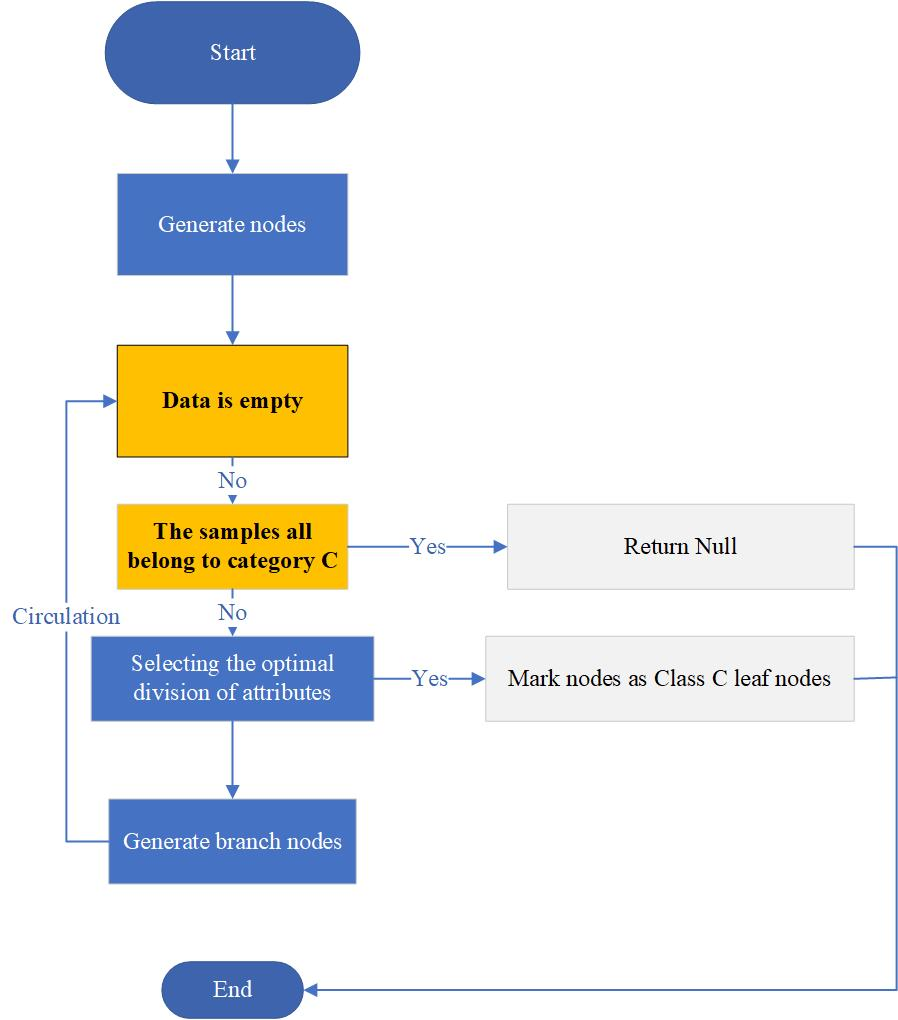 Start
Generate nodes
Data is empty
No
The samples all
belong to category C
Yes
Return Null
Circulation
No
Selecting the optimal
division of attributes
Yes
Mark nodes as Class C leaf nodes
Generate branch nodes
End